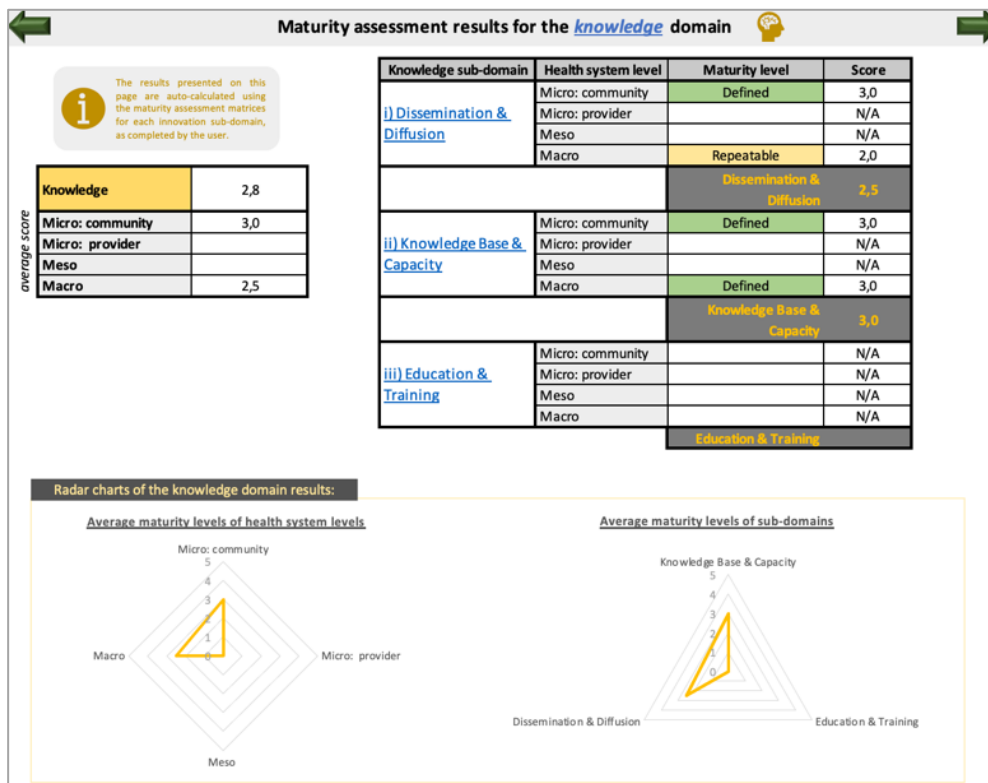 Maturity assessment results for the knowledge domain
The results presented on this
page are auto-calculated using
the maturity assessment matrices
for each innovation sub-domain,
as completed by the user.
average score
Knowledge 2,8
Micro: community 3,0
Micro: provider
Meso
Macro 2,5
Knowledge sub-domain Health system level Maturity level Score
i) Dissemination &
Diffusion
Micro: community Defined 3,0
Micro: provider N/A
Meso N/A
Macro Repeatable 2,0
Dissemination &
Diffusion 2,5
ii) Knowledge Base &
Capacity
Micro: community Defined 3,0
Micro: provider N/A
Meso N/A
Macro Defined 3,0
Knowledge Base &
Capacity 3,0
iii) Education &
Training
Micro: community N/A
Micro: provider N/A
Meso N/A
Macro N/A
Education & Training
Radar charts of the knowledge domain results:
Average maturity levels of health system levels
Micro: community
5
4
3
2
1
0
Macro
Micro: provider
Meso
Average maturity levels of sub-domains
Knowledge Base & Capacity
5
4
3
2
1
0
Dissemination & Diffusion
Education & Training